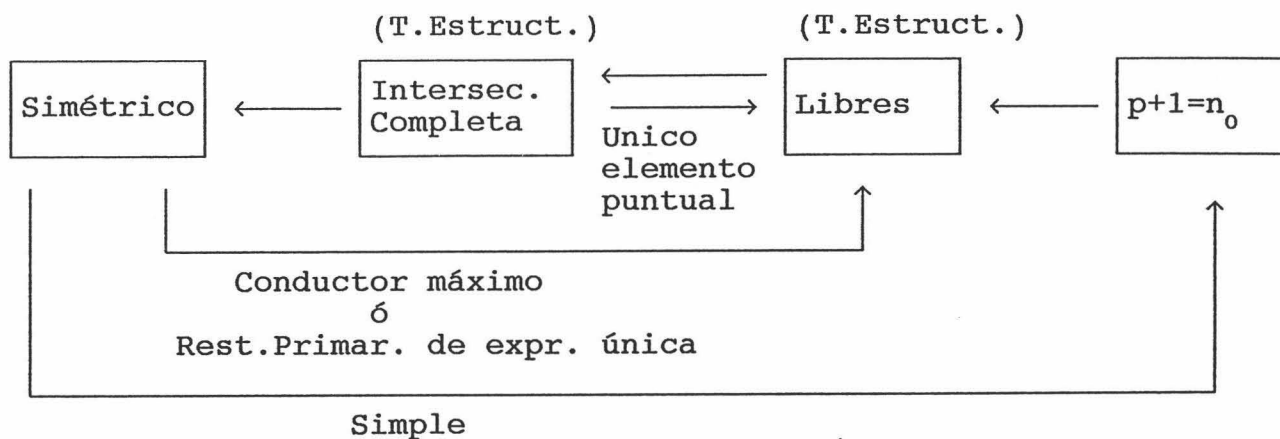 (T.Estruct.)
(T.Estruct.)
Simétrico
Intersec.
Completa
Libres
p+1=n₀
Unico
elemento
puntual
Conductor máximo
ó
Rest.Primar. de expr. única
Simple